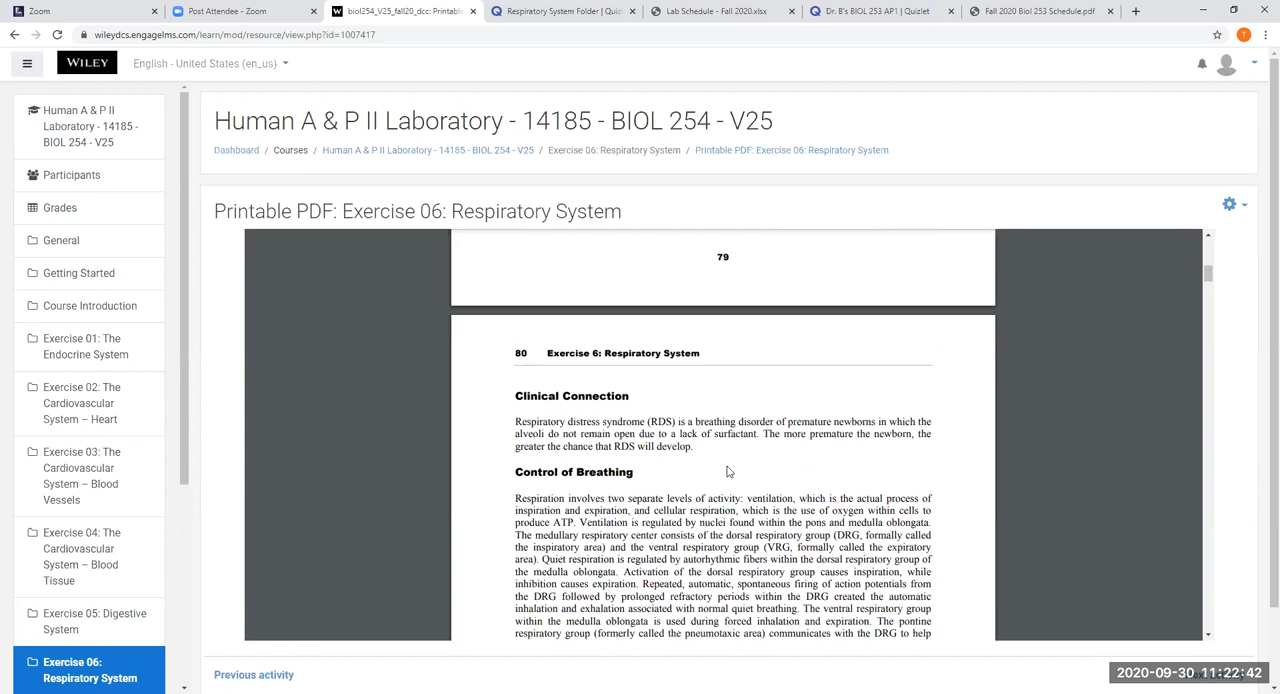 Zoom
Post Attendee - Zoom
biol254_V25_fall20_dcc: Printable
Respiratory System Folder | Quizl
Lab Schedule - Fall 2020.xlsx
Dr. B's BIOL 253 AP1 | Quizlet
Fall 2020 Biol 253 Schedule.pdf
wileydcs.engagelms.com/learn/mod/resource/view.php?id=1007417
T
WILEY
English - United States (en_us)
Human A & P II
Laboratory - 14185 -
BIOL 254 - V25
Participants
Grades
General
Getting Started
Course Introduction
Exercise 01: The
Endocrine System
Exercise 02: The
Cardiovascular
System – Heart
Exercise 03: The
Cardiovascular
System – Blood
Vessels
Exercise 04: The
Cardiovascular
System – Blood
Tissue
Exercise 05: Digestive
System
Exercise 06:
Respiratory System
Human A & P II Laboratory - 14185 - BIOL 254 - V25
Dashboard / Courses / Human A & P II Laboratory - 14185 - BIOL 254 - V25 / Exercise 06: Respiratory System / Printable PDF: Exercise 06: Respiratory System
Printable PDF: Exercise 06: Respiratory System
79
80 Exercise 6: Respiratory System
Clinical Connection
Respiratory distress syndrome (RDS) is a breathing disorder of premature newborns in which the
alveoli do not remain open due to a lack of surfactant. The more premature the newborn, the
greater the chance that RDS will develop.
Control of Breathing
Respiration involves two separate levels of activity: ventilation, which is the actual process of
inspiration and expiration, and cellular respiration, which is the use of oxygen within cells to
produce ATP. Ventilation is regulated by nuclei found within the pons and medulla oblongata.
The medullary respiratory center consists of the dorsal respiratory group (DRG, formally called
the inspiratory area) and the ventral respiratory group (VRG, formally called the expiratory
area). Quiet respiration is regulated by autorhythmic fibers within the dorsal respiratory group of
the medulla oblongata. Activation of the dorsal respiratory group causes inspiration, while
inhibition causes expiration. Repeated, automatic, spontaneous firing of action potentials from
the DRG followed by prolonged refractory periods within the DRG created the automatic
inhalation and exhalation associated with normal quiet breathing. The ventral respiratory group
within the medulla oblongata is used during forced inhalation and expiration. The pontine
respiratory group (formerly called the pneumotaxic area) communicates with the DRG to help
Previous activity
2020-09-30 11:22:42